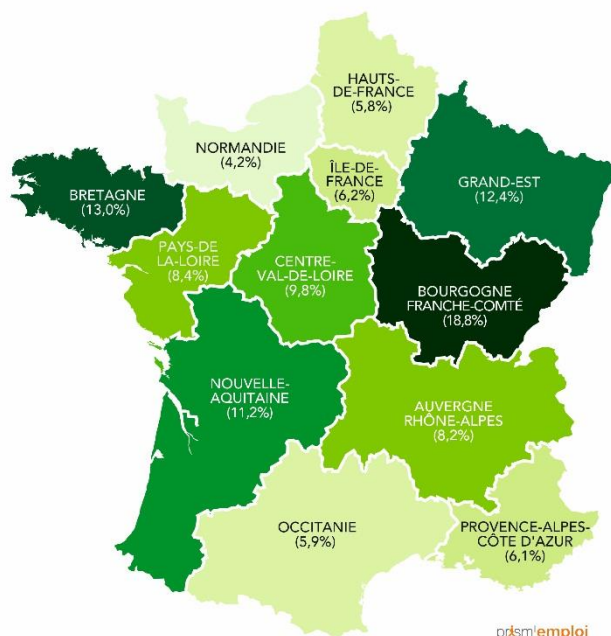 HAUTS-
DE-FRANCE
(5,8%)
NORMANDIE
(4,2%)
ÎLE-DE-
FRANCE
(6,2%)
GRAND-EST
(12,4%)
BRETAGNE
(13,0%)
PAYS-DE
LA-LOIRE
(8,4%)
CENTRE-
VAL-DE-LOIRE
(9,8%)
BOURGOGNE
FRANCHE-COMTÉ
(18,8%)
NOUVELLE-
AQUITAINE
(11,2%)
AUVERGNE
RHÔNE-ALPES
(8,2%)
OCCITANIE
(5,9%)
PROVENCE-ALPES-
CÔTE D'AZUR
(6,1%)
prism'emploi